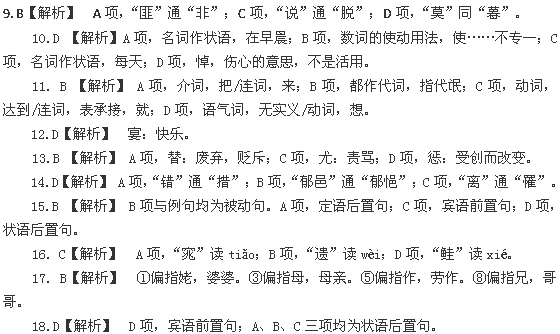 9.B【解析】 A项，“匪”通“非”；C项，“说”通“脱”；D项，“莫”同“暮”。
10.D 【解析】A项，名词作状语，在早晨；B项，数词的使动用法，使……不专一；C
项，名词作状语，每天；D项，悼，伤心的意思，不是活用。
11. B 【解析】 A项，介词，把/连词，来；B项，都作代词，指代氓；C项，动词，
达到/连词，表承接，就；D项，语气词，无实义/动词，想。
12.D【解析】 宴：快乐。
13.B 【解析】 A项，替：废弃，贬斥；C项，尤：责骂；D项，惩：受创而改变。
14.D【解析】 A项，“错”通“措”；B项，“郁邑”通“郁悒”；C项，“离”通“罹”。
15.B 【解析】 B项与例句均为被动句。A项，定语后置句；C项，宾语前置句；D项，
状语后置句。
16. C【解析】 A项，“窕”读tiǎo；B项，“遗”读wèi；D项，“鲑”读xié。
17. B【解析】 ①偏指姥，婆婆。③偏指母，母亲。⑤偏指作，劳作。⑧偏指兄，哥
哥。
18.D【解析】 D项，宾语前置句；A、B、C三项均为状语后置句。